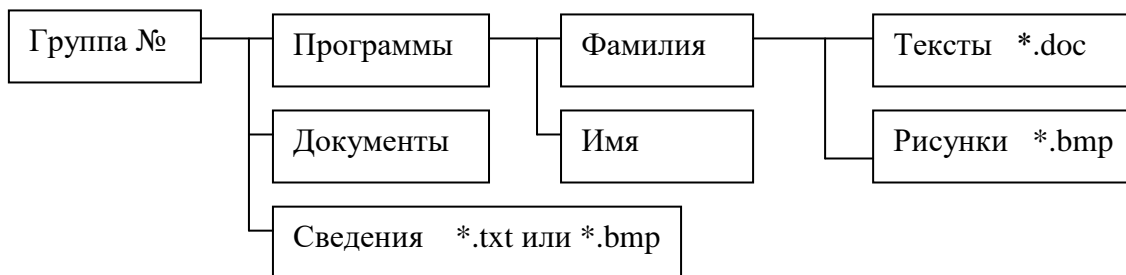 Группа № Программы Фамилия Тексты *.doc
Документы Имя Рисунки *.bmp
Сведения *.txt или *.bmp